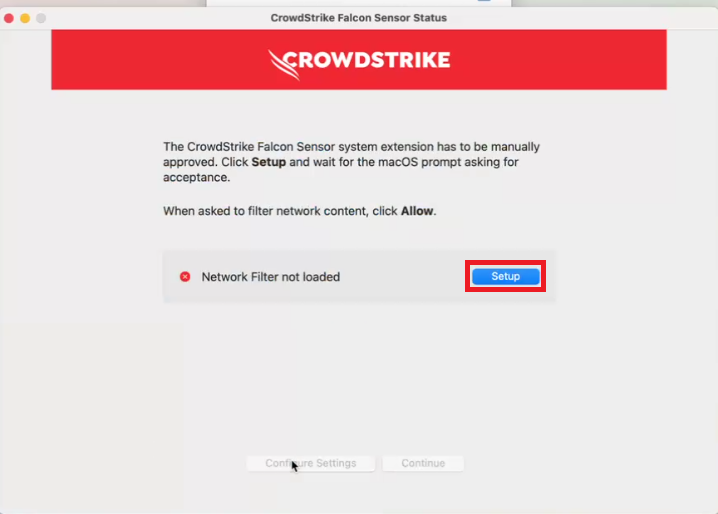 CrowdStrike Falcon Sensor Status
CROWDSTRIKE
The CrowdStrike Falcon Sensor system extension has to be manually
approved. Click Setup and wait for the macOS prompt asking for
acceptance.
When asked to filter network content, click Allow.
Network Filter not loaded
Setup
Configure Settings
Continue